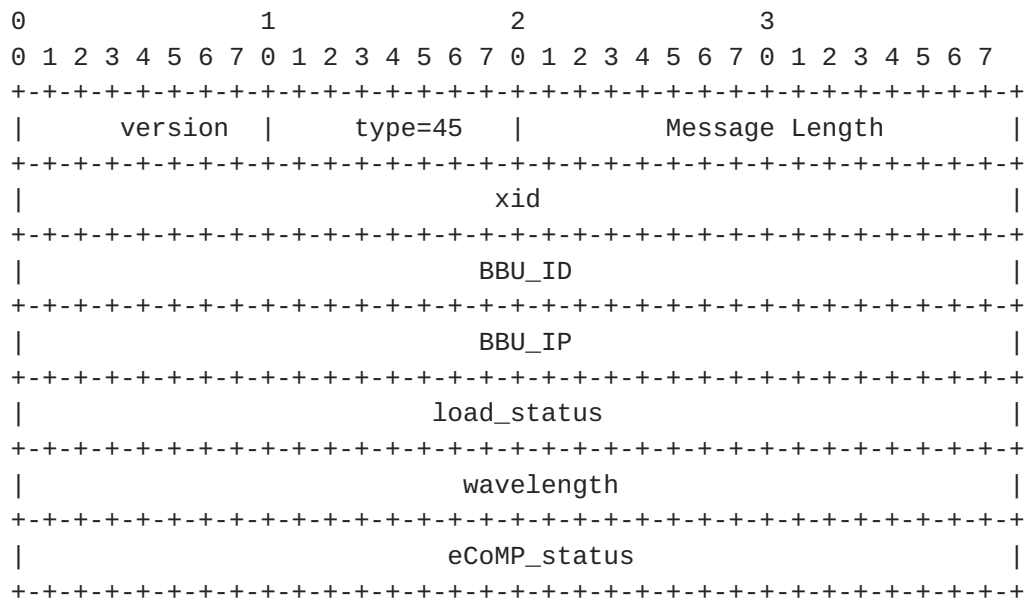 0               1               2               3
0 1 2 3 4 5 6 7 0 1 2 3 4 5 6 7 0 1 2 3 4 5 6 7 0 1 2 3 4 5 6 7
+-+-+-+-+-+-+-+-+-+-+-+-+-+-+-+-+-+-+-+-+-+-+-+-+-+-+-+-+-+-+-+-+
|      version  |     type=45   |         Message Length        |
+-+-+-+-+-+-+-+-+-+-+-+-+-+-+-+-+-+-+-+-+-+-+-+-+-+-+-+-+-+-+-+-+
|                              xid                              |
+-+-+-+-+-+-+-+-+-+-+-+-+-+-+-+-+-+-+-+-+-+-+-+-+-+-+-+-+-+-+-+-+
|                             BBU_ID                            |
+-+-+-+-+-+-+-+-+-+-+-+-+-+-+-+-+-+-+-+-+-+-+-+-+-+-+-+-+-+-+-+-+
|                             BBU_IP                            |
+-+-+-+-+-+-+-+-+-+-+-+-+-+-+-+-+-+-+-+-+-+-+-+-+-+-+-+-+-+-+-+-+
|                          load_status                          |
+-+-+-+-+-+-+-+-+-+-+-+-+-+-+-+-+-+-+-+-+-+-+-+-+-+-+-+-+-+-+-+-+
|                            wavelength                         |
+-+-+-+-+-+-+-+-+-+-+-+-+-+-+-+-+-+-+-+-+-+-+-+-+-+-+-+-+-+-+-+-+
|                           eCoMP_status                        |
+-+-+-+-+-+-+-+-+-+-+-+-+-+-+-+-+-+-+-+-+-+-+-+-+-+-+-+-+-+-+-+-+